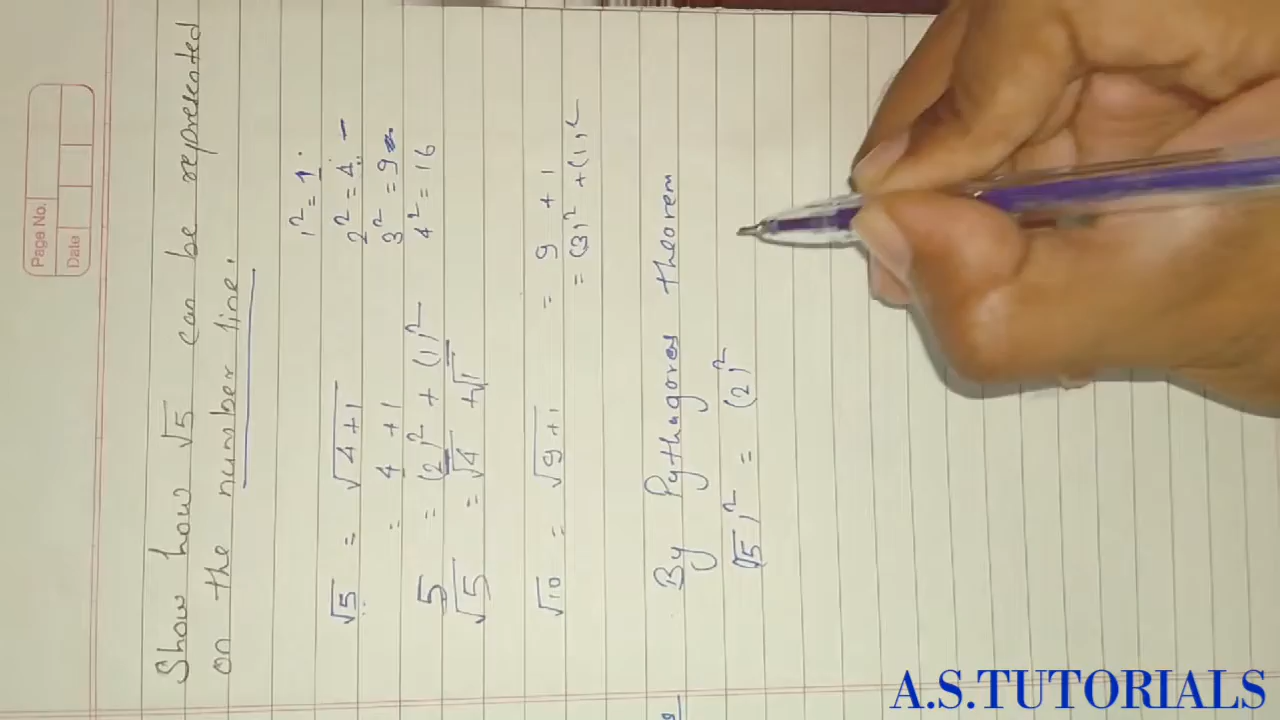 Page No.
Date
Show how √5 can be represented
on the number line.
1² = 1
2² = 4
3² = 9
4² = 16
√5 = √4+1
= 4 + 1
5 = (2)² + (1)²
√5 = √4 + √1
√10 = √9+1 = 9 + 1
= (3)² + (1)²
By Pythagoras theorem
(√5)² = (2)²
A.S.TUTORIALS